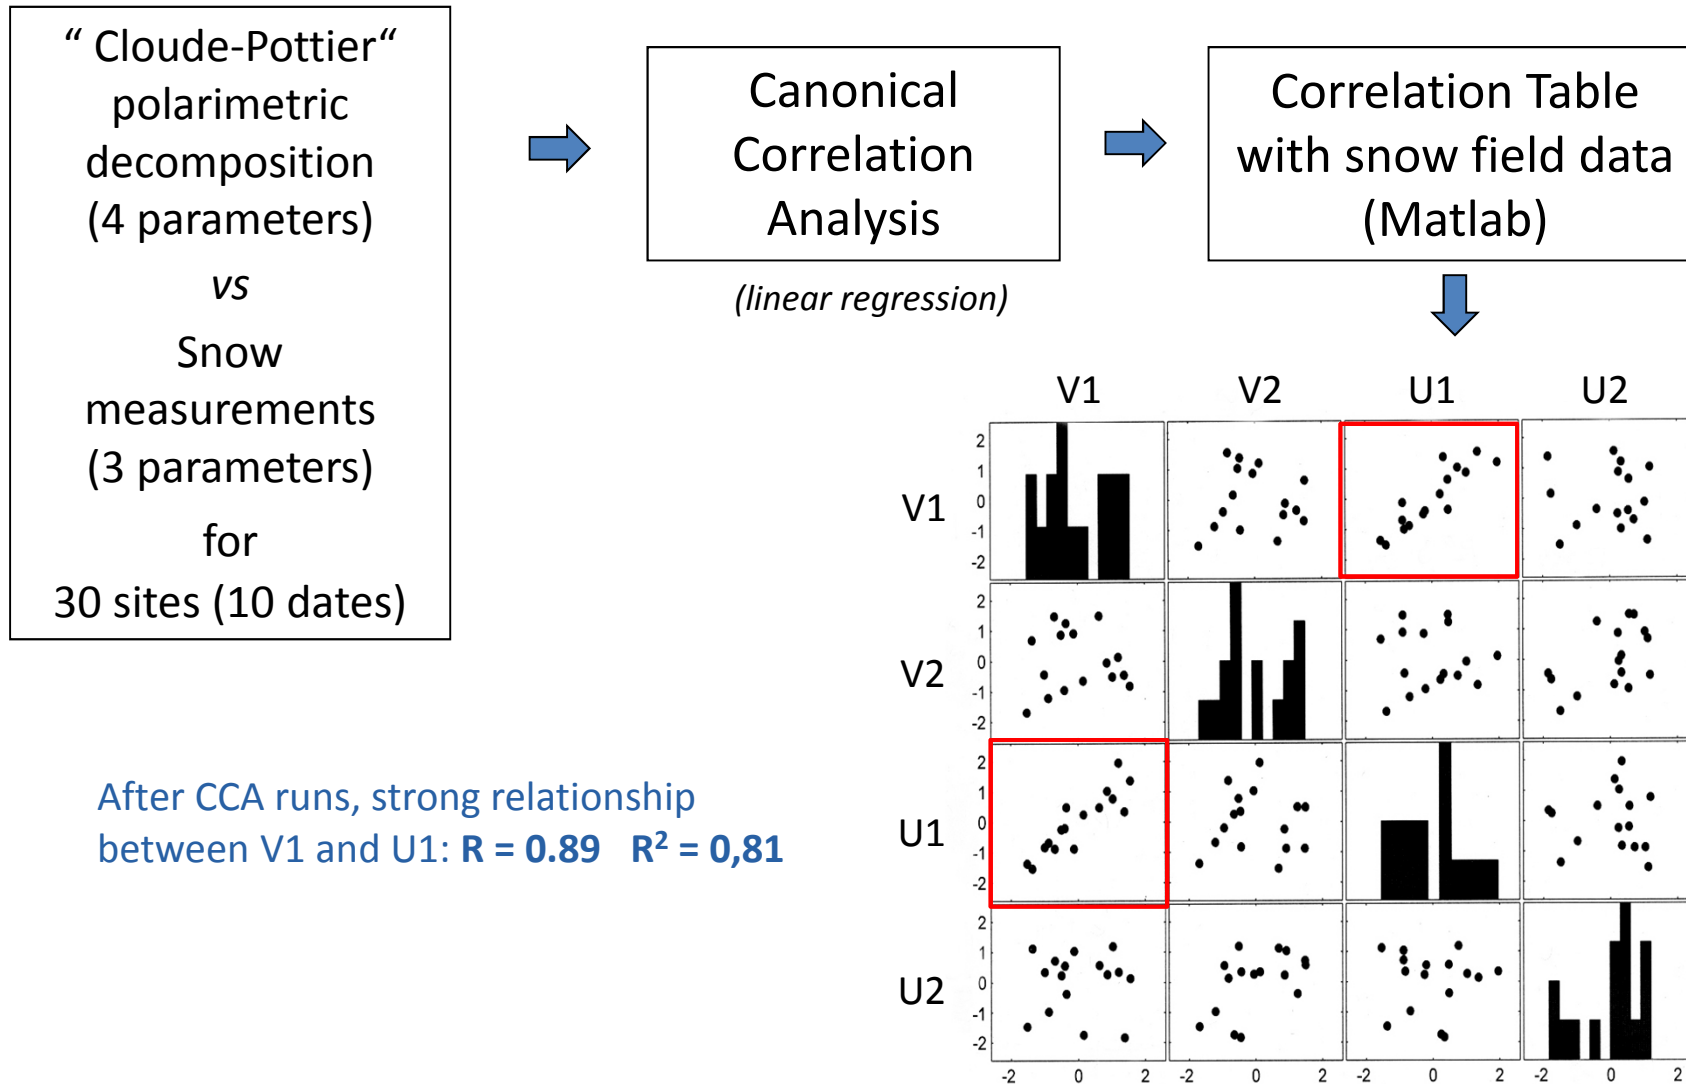 “ Cloude-Pottier“
polarimetric
decomposition
(4 parameters)
vs
Snow
measurements
(3 parameters)
for
30 sites (10 dates)
Canonical
Correlation
Analysis
(linear regression)
Correlation Table
with snow field data
(Matlab)
After CCA runs, strong relationship
between V1 and U1: R = 0.89 R² = 0,81
V1 V2 U1 U2
V1
2
1
0
-1
-2
V2
2
1
0
-1
-2
U1
2
1
0
-1
-2
U2
2
1
0
-1
-2
-2 0 2 -2 0 2 -2 0 2 -2 0 2